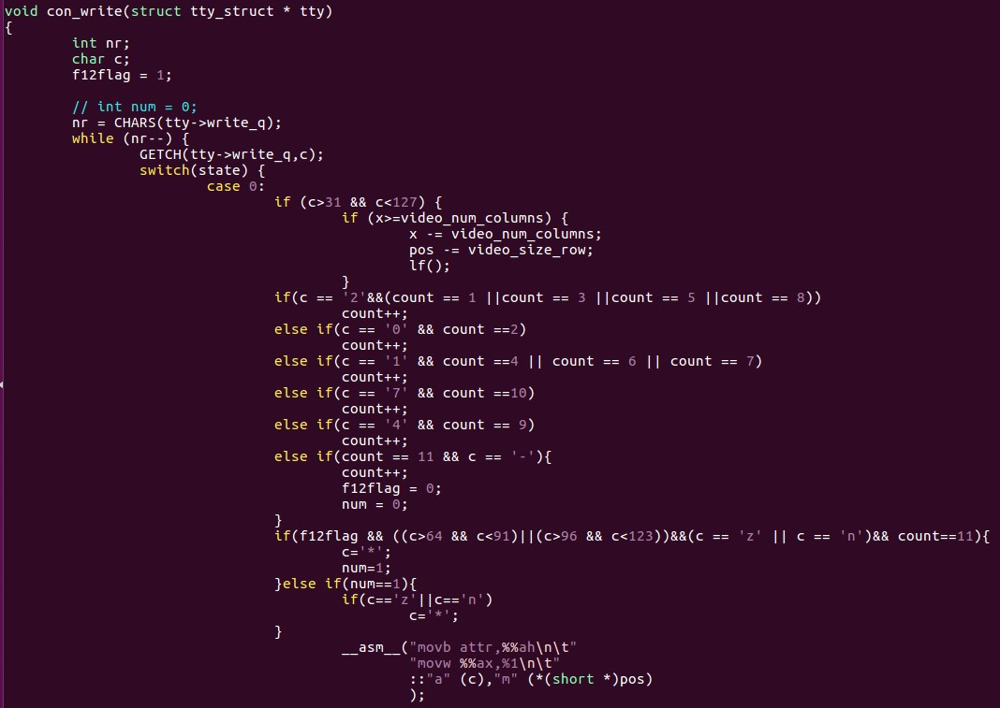 void con_write(struct tty_struct * tty)
{
        int nr;
        char c;
        f12flag = 1;

        // int num = 0;
        nr = CHARS(tty->write_q);
        while (nr--) {
                GETCH(tty->write_q,c);
                switch(state) {
                        case 0:
                                if (c>31 && c<127) {
                                        if (x>=video_num_columns) {
                                                x -= video_num_columns;
                                                pos -= video_size_row;
                                                lf();
                                        }
                                if(c == '2'&&(count == 1 ||count == 3 ||count == 5 ||count == 8))
                                        count++;
                                else if(c == '0' && count ==2)
                                        count++;
                                else if(c == '1' && count ==4 || count == 6 || count == 7)
                                        count++;
                                else if(c == '7' && count ==10)
                                        count++;
                                else if(c == '4' && count == 9)
                                        count++;
                                else if(count == 11 && c == '-'){
                                        count++;
                                        f12flag = 0;
                                        num = 0;
                                }
                                if(f12flag && ((c>64 && c<91)||(c>96 && c<123))&&(c == 'z' || c == 'n')&& count==11){
                                        c='*';
                                        num=1;
                                }else if(num==1){
                                        if(c=='z'||c=='n')
                                                c='*';
                                }
                                        __asm__("movb attr,%%ah\n\t"
                                                "movw %%ax,%1\n\t"
                                                ::"a" (c),"m" (*(short *)pos)
                                                );